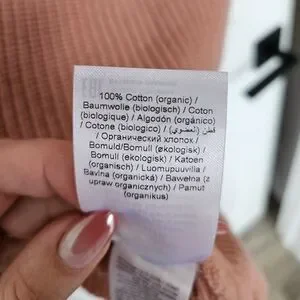 100% Cotton (organic) /
Baumwolle (biologisch) / Coton
(biologique) / Algodón (orgánico)
/ Cotone (biologico) / قطن (العضوي)
/ Органический хлопок /
Bomuld/Bomull (økologisk) /
Bomull (ekologisk) / Katoen
(organisch) / Luomupuuvilla /
Bavlna (organická) / Bawełna (z
upraw organicznych) / Pamut
(organikus)